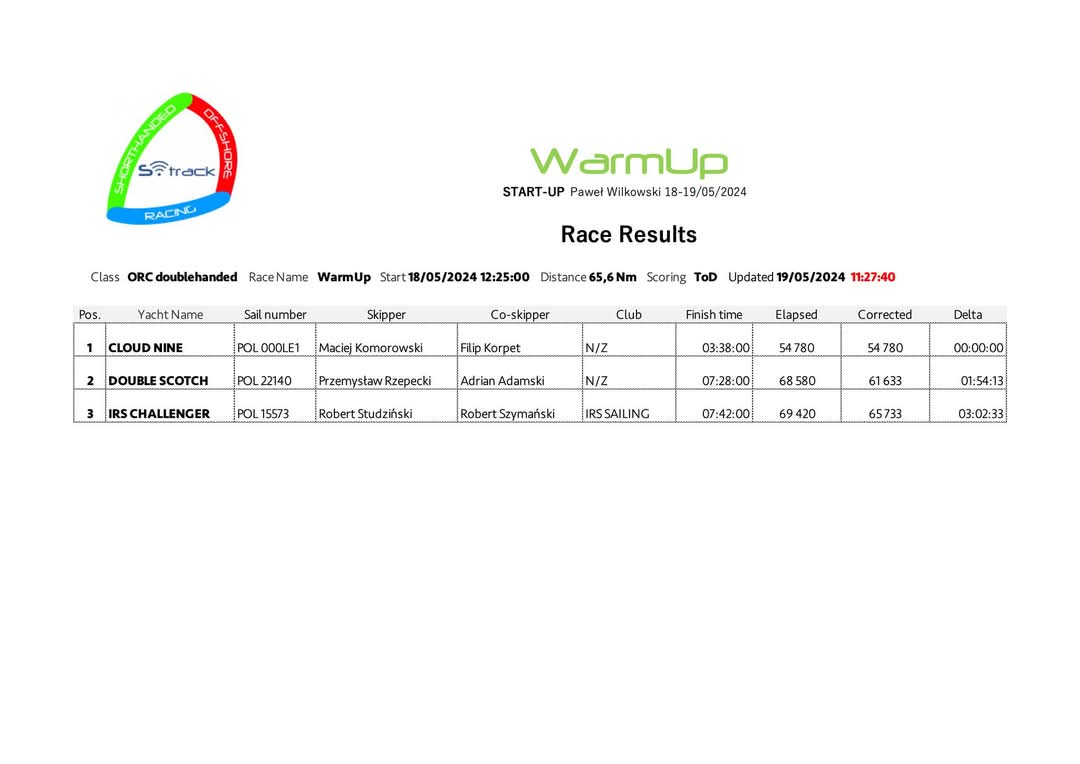 SHORTHANDED
OFFSHORE
S track
RACING
WarmUp
START-UP Paweł Wilkowski 18-19/05/2024
Race Results
Class ORC doublehanded Race Name WarmUp Start 18/05/2024 12:25:00 Distance 65,6 Nm Scoring ToD Updated 19/05/2024 11:27:40
Pos. Yacht Name Sail number Skipper Co-skipper Club Finish time Elapsed Corrected Delta
1 CLOUD NINE POL 000LE1 Maciej Komorowski Filip Korpet N/Z 03:38:00 54 780 54 780 00:00:00
2 DOUBLE SCOTCH POL 22140 Przemysław Rzepecki Adrian Adamski N/Z 07:28:00 68 580 61 633 01:54:13
3 IRS CHALLENGER POL 15573 Robert Studziński Robert Szymański IRS SAILING 07:42:00 69 420 65 733 03:02:33